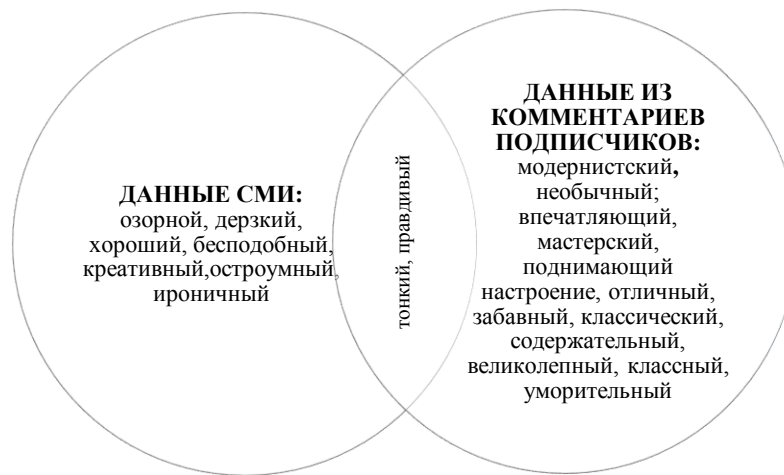 ДАННЫЕ СМИ:
озорной, дерзкий,
хороший, бесподобный,
креативный,остроумный,
ироничный
тонкий, правдивый
ДАННЫЕ ИЗ
КОММЕНТАРИЕВ
ПОДПИСЧИКОВ:
модернистский,
необычный;
впечатляющий,
мастерский,
поднимающий
настроение, отличный,
забавный, классический,
содержательный,
великолепный, классный,
уморительный